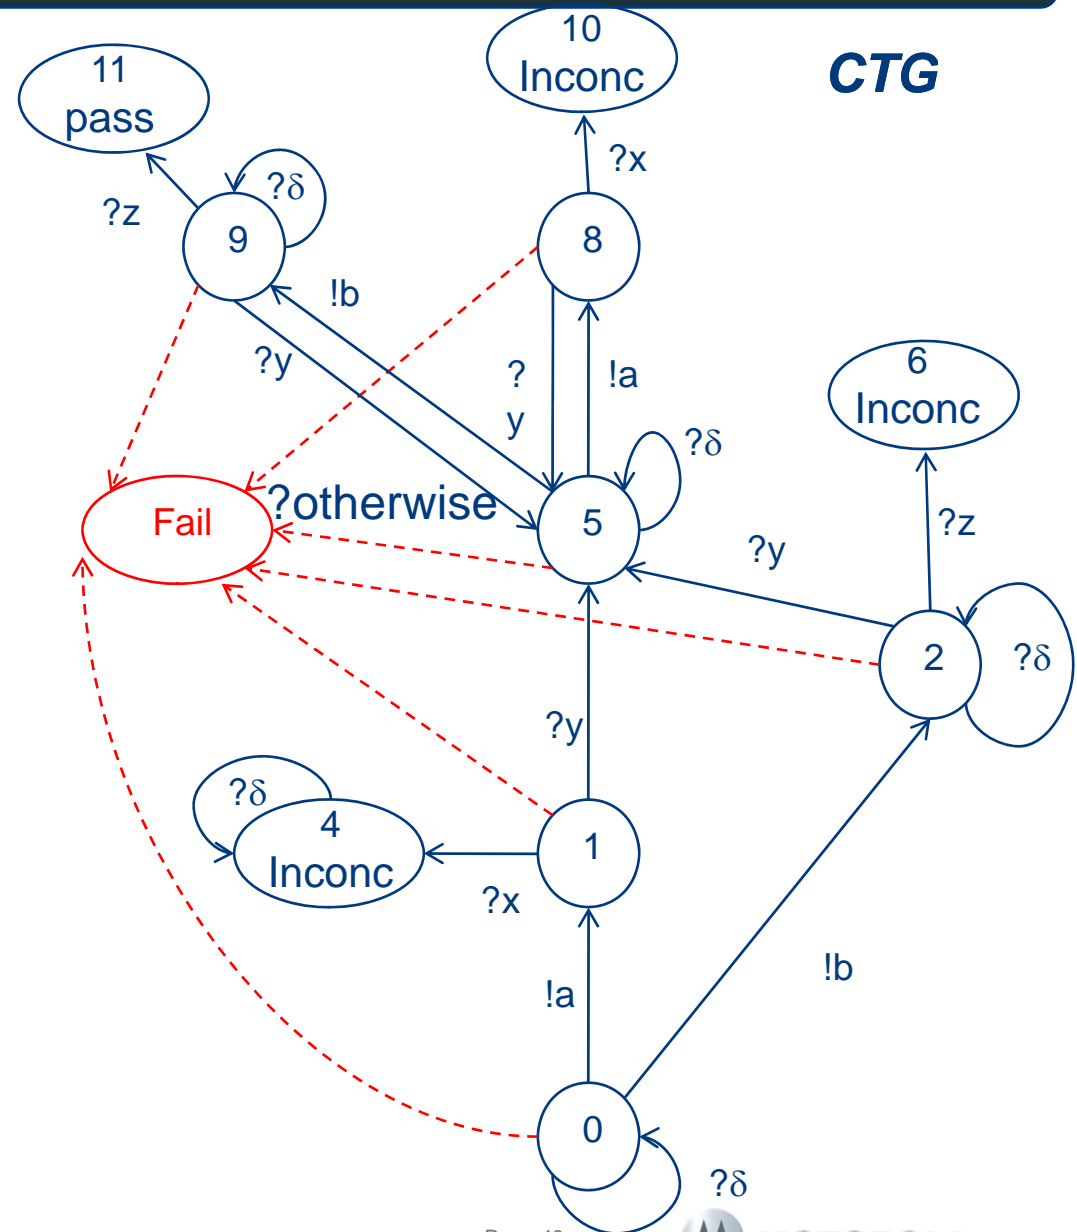 CTG
10
Inconc
11
pass
?x
?δ
?z
9
8
!b
?y
?
y
!a
6
Inconc
?δ
Fail
?otherwise
5
?z
?y
2
?δ
?y
?δ
4
Inconc
1
?x
!b
!a
0
?δ